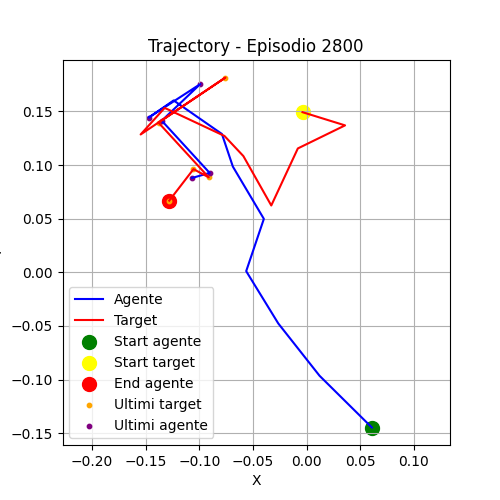 Trajectory - Episodio 2800
0.15
0.10
0.05
0.00
−0.05
−0.10
−0.15
Agente
Target
Start agente
Start target
End agente
Ultimi target
Ultimi agente
−0.20 −0.15 −0.10 −0.05 0.00 0.05 0.10
X